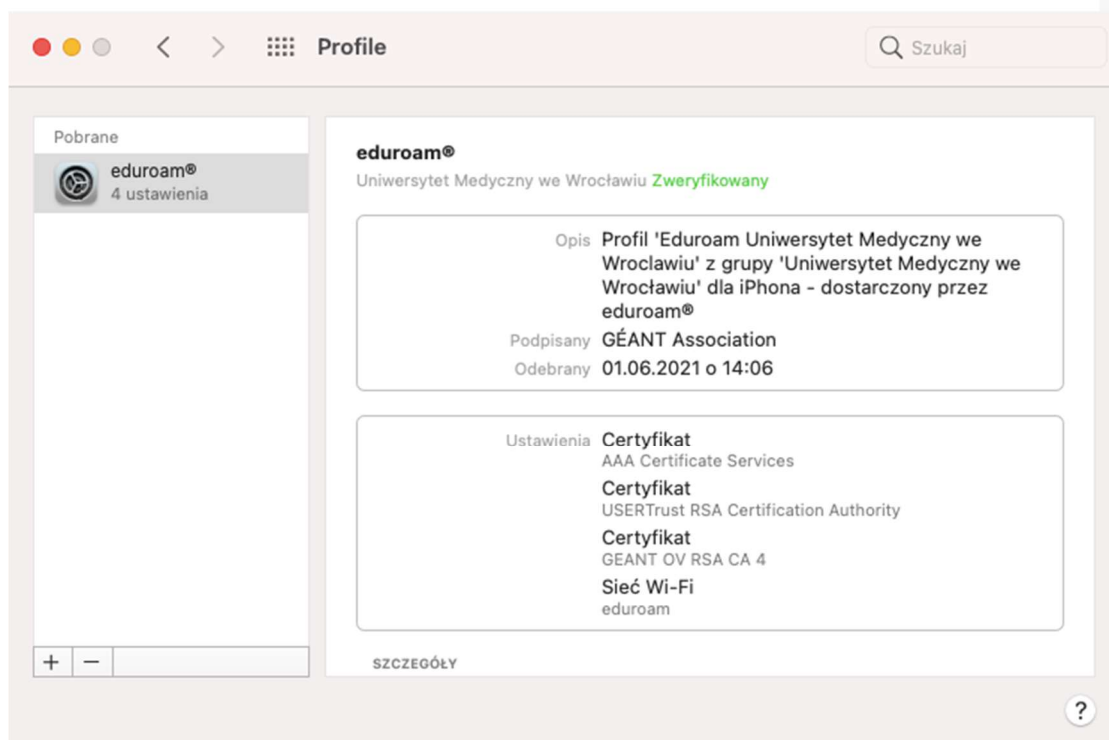 Profile
Szukaj
Pobrane
eduroam®
4 ustawienia
eduroam®
Uniwersytet Medyczny we Wrocławiu Zweryfikowany
Opis Profil 'Eduroam Uniwersytet Medyczny we
Wroclawiu' z grupy 'Uniwersytet Medyczny we
Wrocławiu' dla iPhona - dostarczony przez
eduroam®
Podpisany GÉANT Association
Odebrany 01.06.2021 o 14:06
Ustawienia Certyfikat
AAA Certificate Services
Certyfikat
USERTrust RSA Certification Authority
Certyfikat
GEANT OV RSA CA 4
Sieć Wi-Fi
eduroam
SZCZEGÓŁY
+ −
?